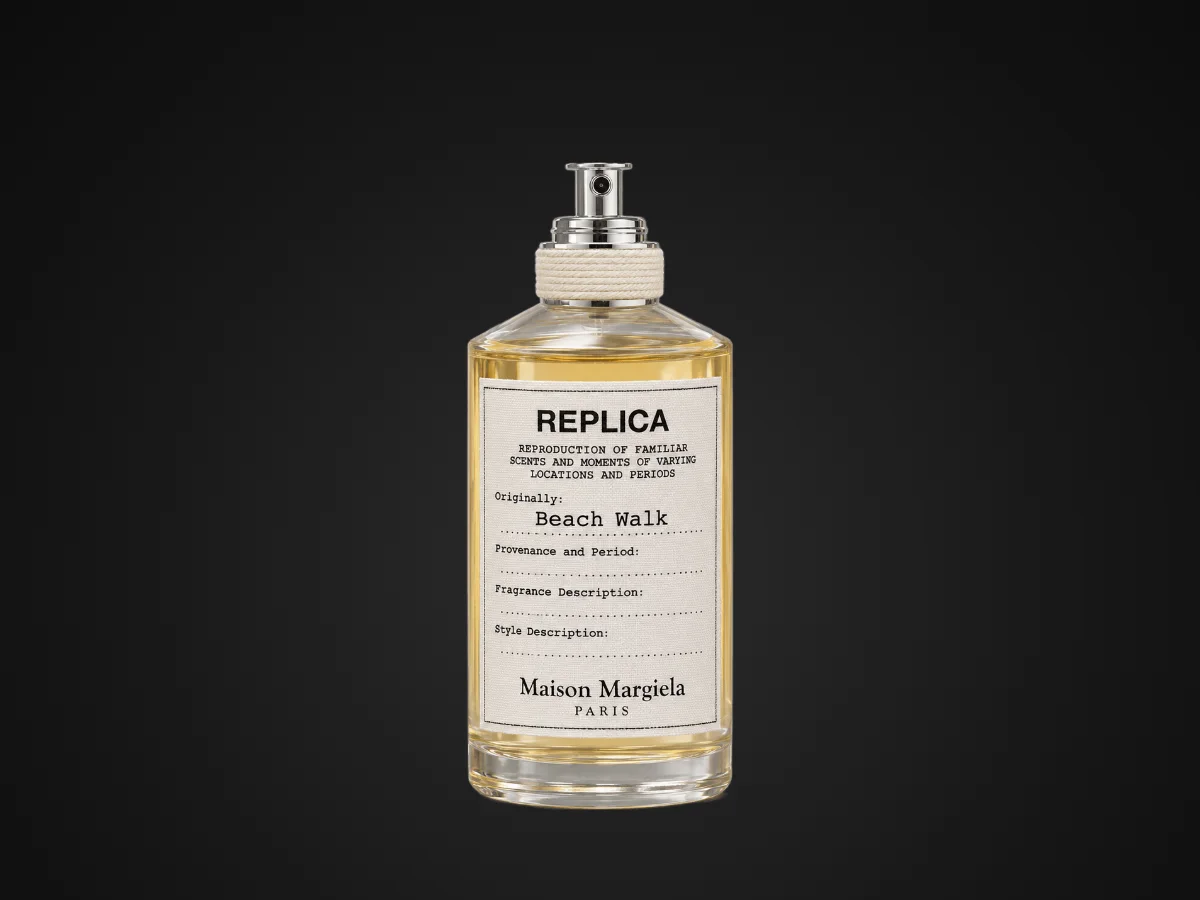 REPLICA
REPRODUCTION OF FAMILIAR
SCENTS AND MOMENTS OF VARYING
LOCATIONS AND PERIODS
Originally:
Beach Walk
Provenance and Period:
Fragrance Description:
Style Description:
Maison Margiela
PARIS